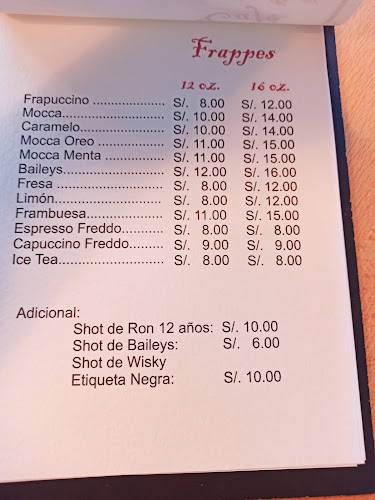 Frappes
12 oz. 16 oz.
Frapuccino ..................... S/. 8.00 S/. 12.00
Mocca.............................. S/. 10.00 S/. 14.00
Caramelo......................... S/. 10.00 S/. 14.00
Mocca Oreo .................... S/. 11.00 S/. 15.00
Mocca Menta .................. S/. 11.00 S/. 15.00
Baileys............................. S/. 12.00 S/. 16.00
Fresa ............................... S/. 8.00 S/. 12.00
Limón............................... S/. 8.00 S/. 12.00
Frambuesa...................... S/. 11.00 S/. 15.00
Espresso Freddo............ S/. 8.00 S/. 8.00
Capuccino Freddo......... S/. 9.00 S/. 9.00
Ice Tea............................. S/. 8.00 S/. 8.00
Adicional:
Shot de Ron 12 años: S/. 10.00
Shot de Baileys: S/. 6.00
Shot de Wisky
Etiqueta Negra: S/. 10.00